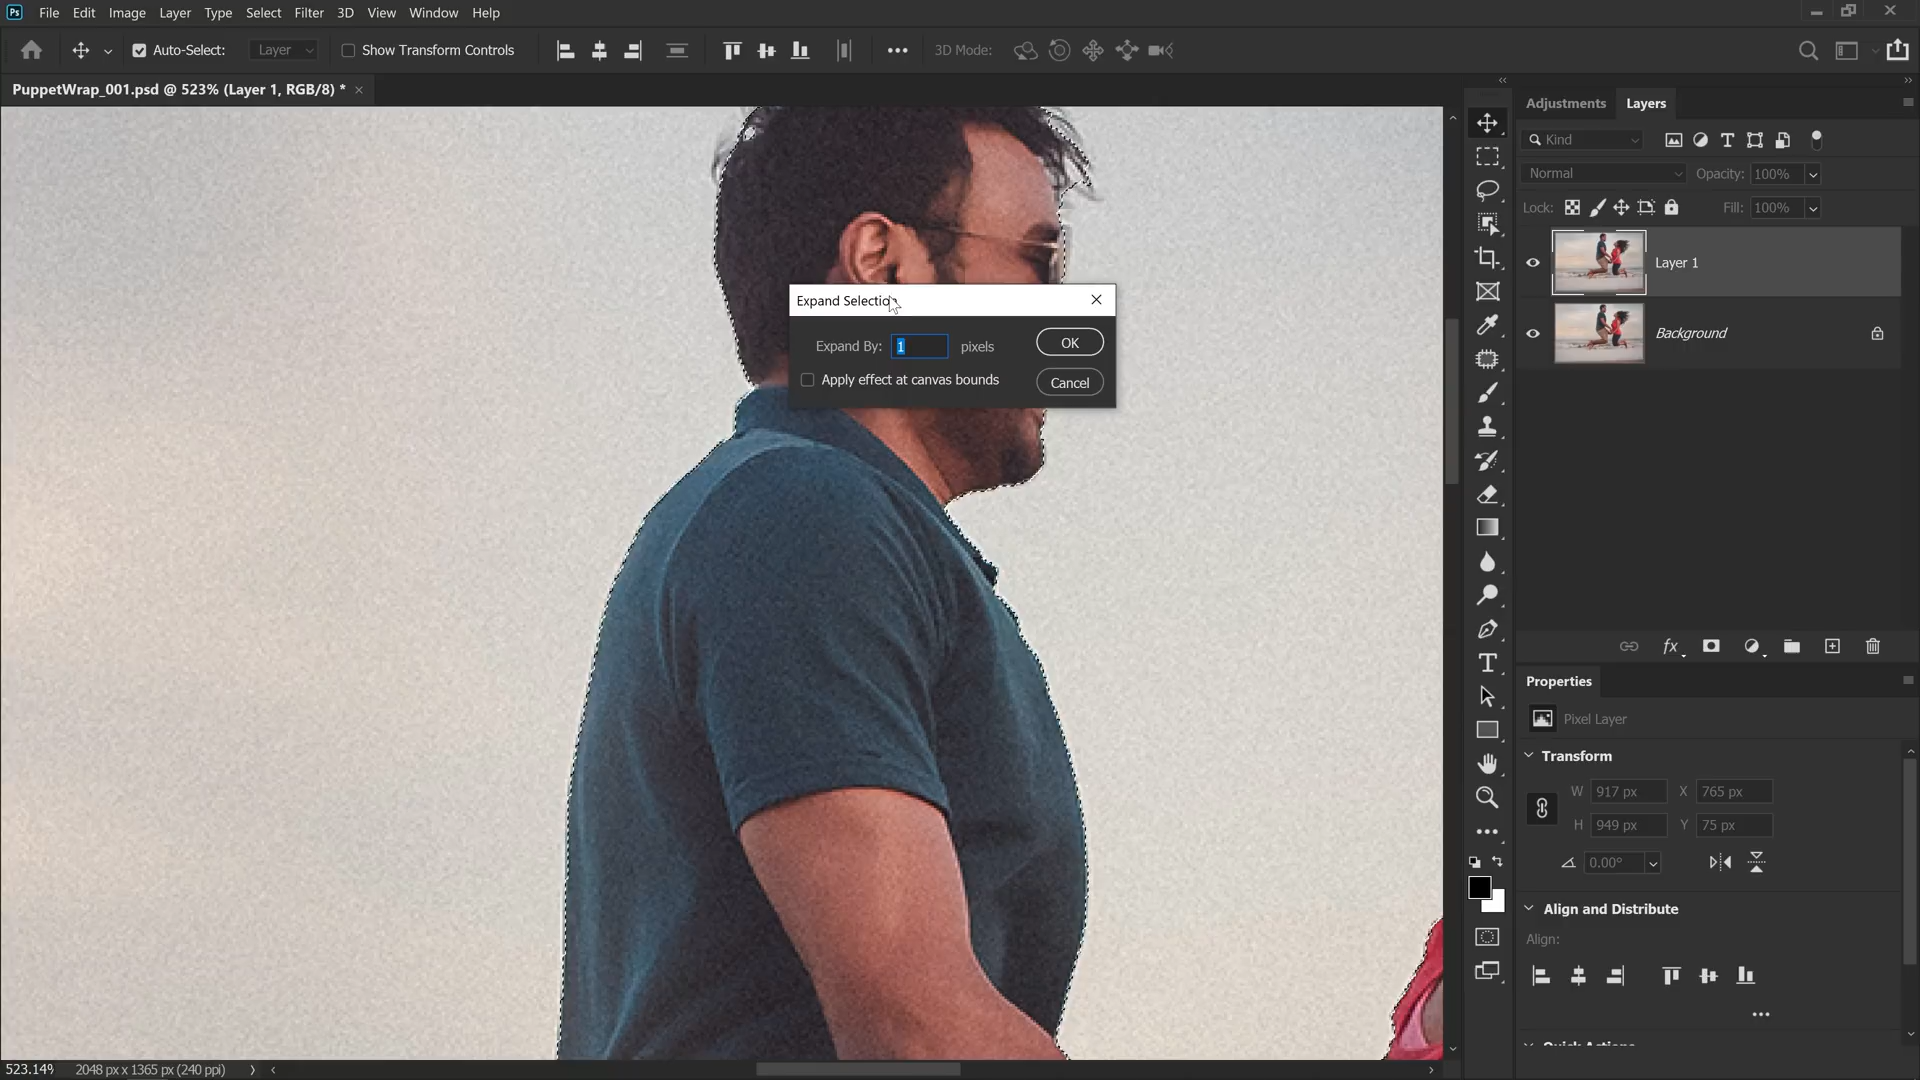 Ps File Edit Image Layer Type Select Filter 3D View Window Help
Auto-Select: Layer Show Transform Controls 3D Mode:
PuppetWrap_001.psd @ 523% (Layer 1, RGB/8) *
Adjustments Layers
Kind
Normal Opacity: 100%
Lock: Fill: 100%
Layer 1
Background
Expand Selection
Expand By: 1 pixels OK
Apply effect at canvas bounds Cancel
Properties
Pixel Layer
Transform
W 917 px X 765 px
H 949 px Y 75 px
0.00°
Align and Distribute
Align:
Quick Actions
523.14% 2048 px x 1365 px (240 ppi)